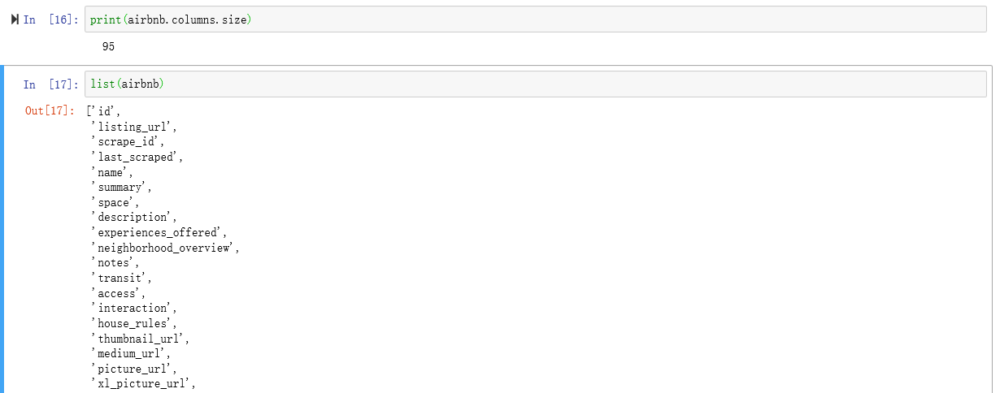 In [16]: print(airbnb.columns.size)
95
In [17]: list(airbnb)
Out[17]: ['id',
'listing_url',
'scrape_id',
'last_scraped',
'name',
'summary',
'space',
'description',
'experiences_offered',
'neighborhood_overview',
'notes',
'transit',
'access',
'interaction',
'house_rules',
'thumbnail_url',
'medium_url',
'picture_url',
'xl_picture_url',